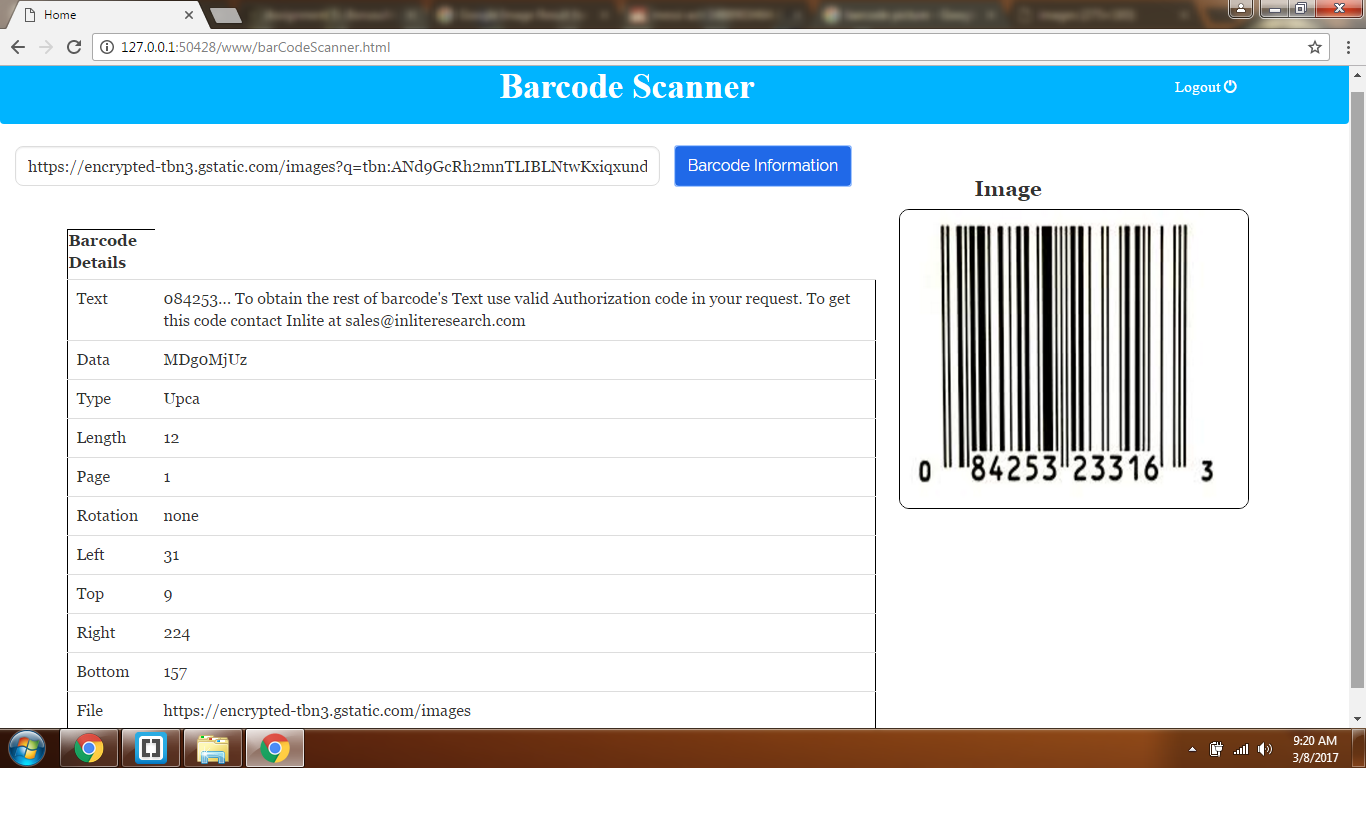 Home
127.0.0.1:50428/www/barCodeScanner.html
Barcode Scanner
Logout
https://encrypted-tbn3.gstatic.com/images?q=tbn:ANd9GcRh2mnTLIBLNtwKxiqxund
Barcode Information
Image
Barcode
Details
Text 084253... To obtain the rest of barcode's Text use valid Authorization code in your request. To get
this code contact Inlite at sales@inliteresearch.com
Data MDg0MjUz
Type Upca
Length 12
Page 1
Rotation none
Left 31
Top 9
Right 224
Bottom 157
File https://encrypted-tbn3.gstatic.com/images
0 84253 23316 3
9:20 AM
3/8/2017